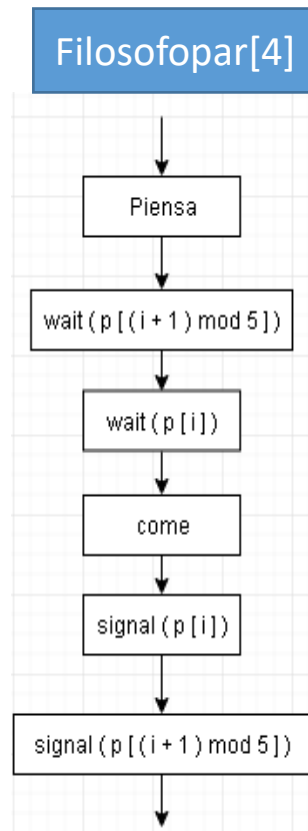 Filosofopar[4]
Piensa
wait ( p [ ( i + 1 ) mod 5 ] )
wait ( p [ i ] )
come
signal ( p [ i ] )
signal ( p [ ( i + 1 ) mod 5 ] )